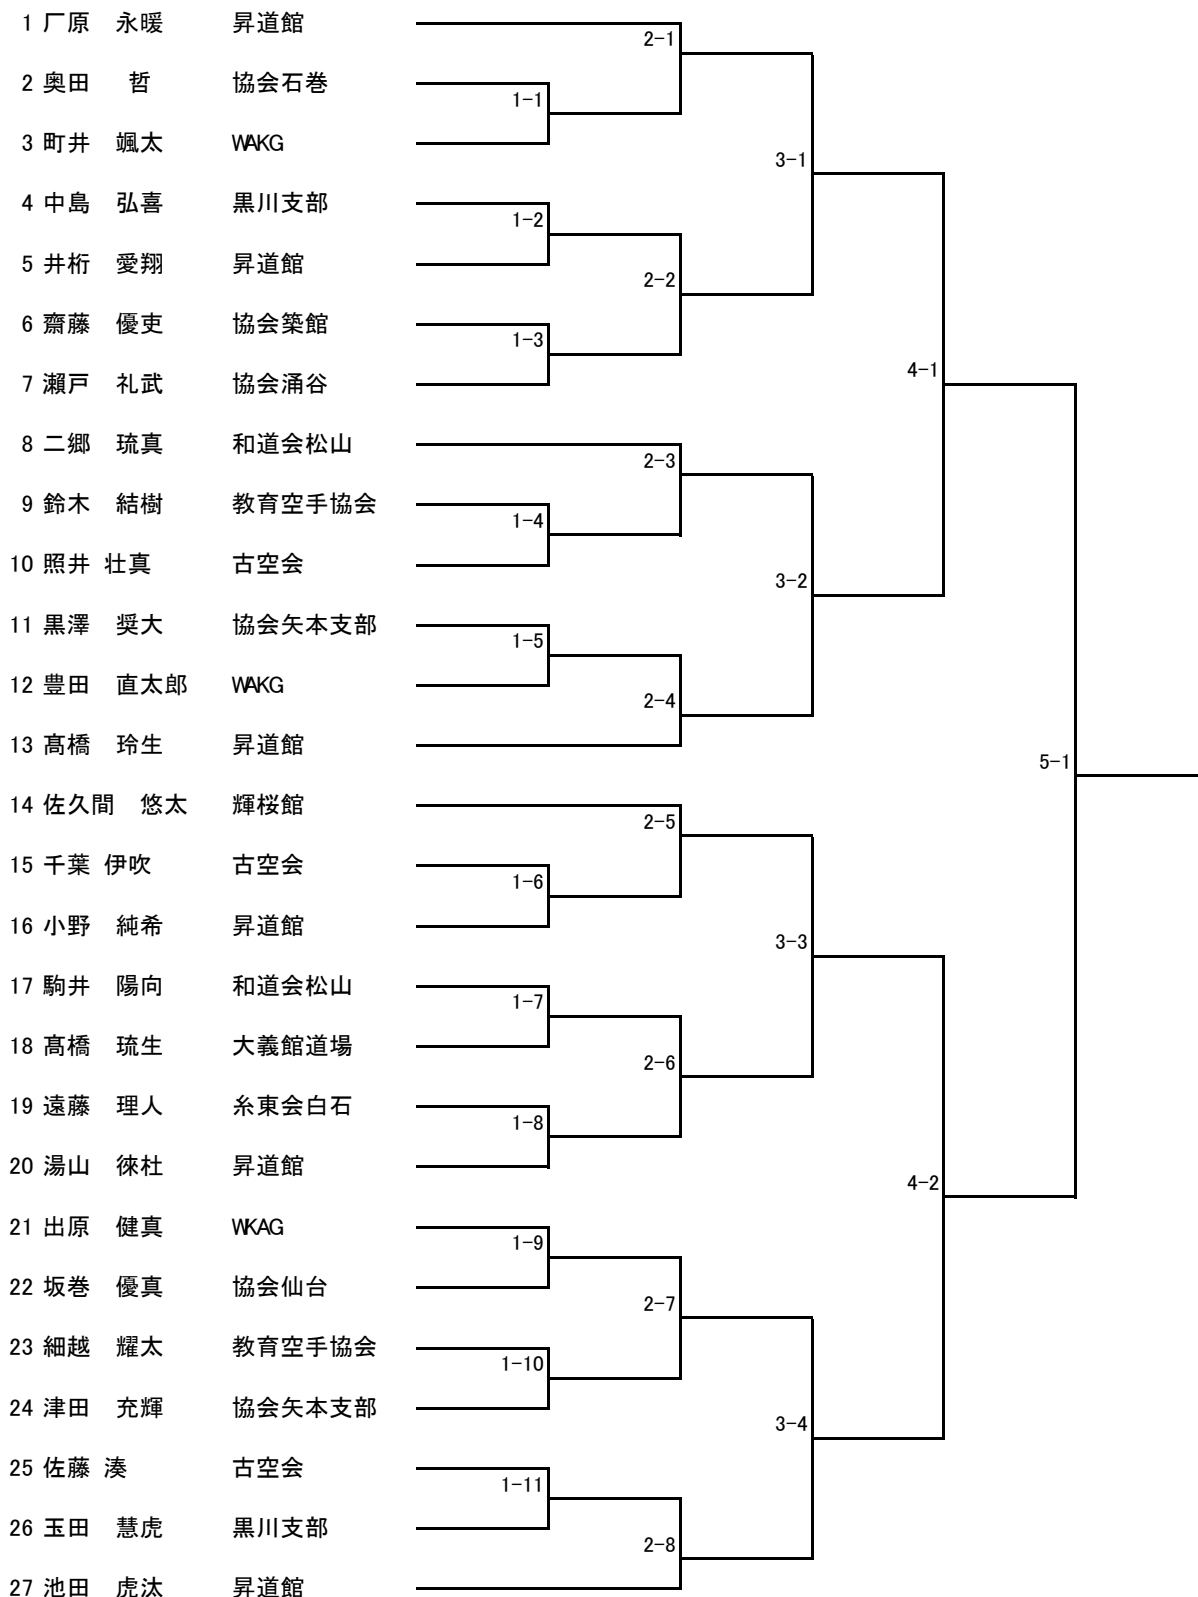 1 厂原　永暖　昇道館
2-1
2 奥田　哲　協会石巻
1-1
3 町井　颯太　WAKG
3-1
4 中島　弘喜　黒川支部
1-2
5 井桁　愛翔　昇道館
2-2
6 齋藤　優吏　協会築館
1-3
4-1
7 瀬戸　礼武　協会涌谷
8 二郷　琉真　和道会松山
2-3
9 鈴木　結樹　教育空手協会
1-4
10 照井 壮真　古空会
3-2
11 黒澤　奨大　協会矢本支部
1-5
12 豊田　直太郎　WAKG
2-4
13 髙橋　玲生　昇道館
5-1
14 佐久間　悠太　輝桜館
2-5
15 千葉 伊吹　古空会
1-6
16 小野　純希　昇道館
3-3
17 駒井　陽向　和道会松山
1-7
18 髙橋　琉生　大義館道場
2-6
19 遠藤　理人　糸東会白石
1-8
20 湯山　徠杜　昇道館
4-2
21 出原　健真　WKAG
1-9
22 坂巻　優真　協会仙台
2-7
23 細越　耀太　教育空手協会
1-10
24 津田　充輝　協会矢本支部
3-4
25 佐藤 湊　古空会
1-11
26 玉田　慧虎　黒川支部
2-8
27 池田　虎汰　昇道館